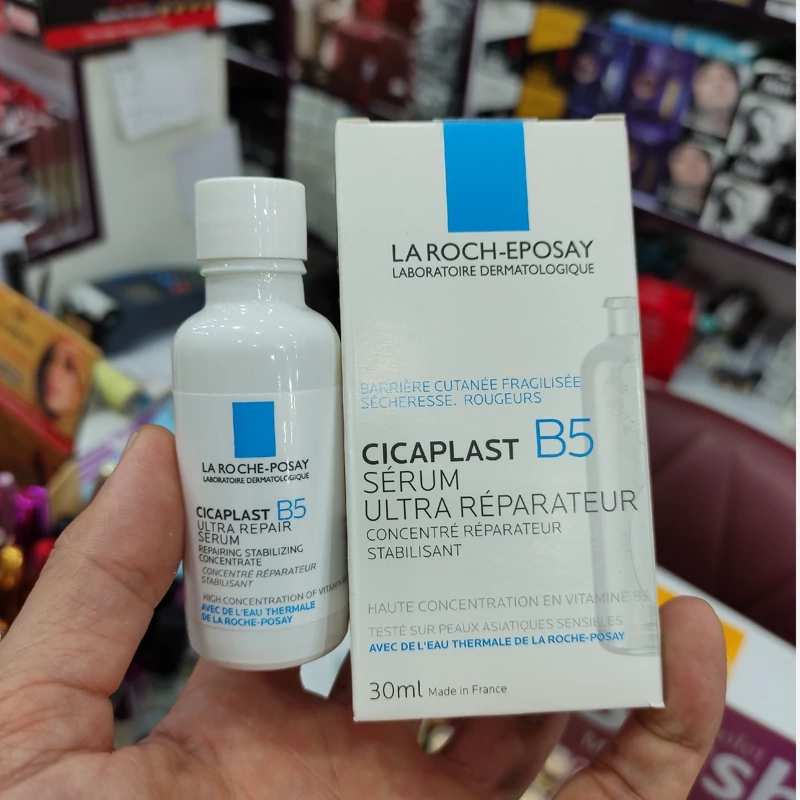 LA ROCHE-POSAY
LABORATOIRE DERMATOLOGIQUE
CICAPLAST B5
ULTRA REPAIR
SERUM
REPAIRING STABILIZING
CONCENTRATE
CONCENTRÉ RÉPARATEUR
STABILISANT
HIGH CONCENTRATION OF VITAMIN
AVEC DE L'EAU THERMALE
DE LA ROCHE-POSAY
LA ROCH-EPOSAY
LABORATOIRE DERMATOLOGIQUE
BARRIÈRE CUTANÉE FRAGILISÉE
SÉCHERESSE. ROUGEURS
CICAPLAST B5
SÉRUM
ULTRA RÉPARATEUR
CONCENTRÉ RÉPARATEUR
STABILISANT
HAUTE CONCENTRATION EN VITAMINE B5
TESTÉ SUR PEAUX ASIATIQUES SENSIBLES
AVEC DE L'EAU THERMALE DE LA ROCHE-POSAY
30ml Made in France